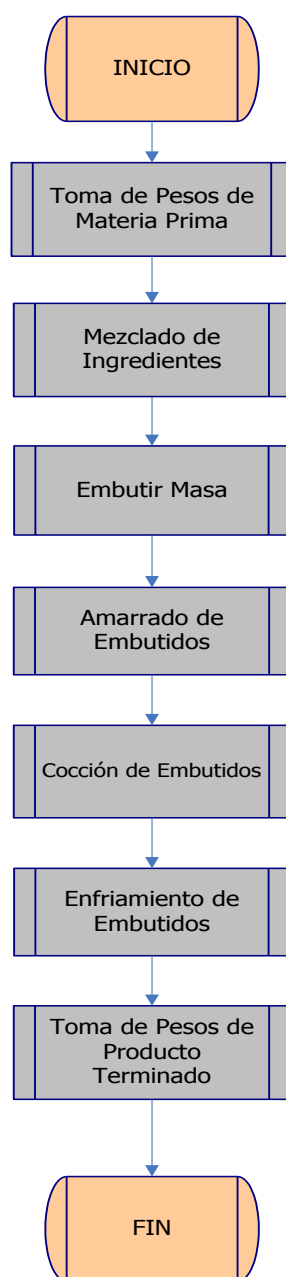 INICIO
Toma de Pesos de
Materia Prima
Mezclado de
Ingredientes
Embutir Masa
Amarrado de
Embutidos
Cocción de Embutidos
Enfriamiento de
Embutidos
Toma de Pesos de
Producto
Terminado
FIN